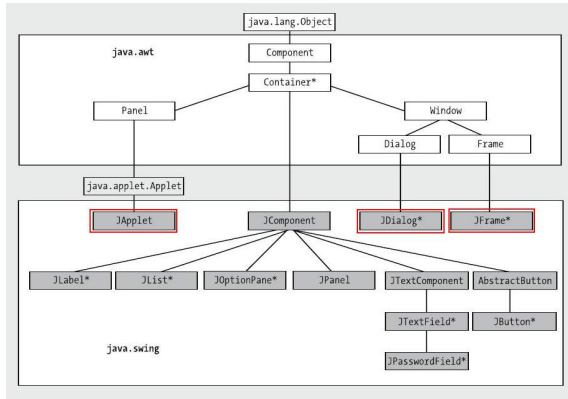 java.lang.Object
java.awt
Component
Container*
Panel
Window
Dialog
Frame
java.applet.Applet
JApplet
JComponent
JDialog*
JFrame*
JLabel*
JList*
JOptionPane*
JPanel
JTextComponent
AbstractButton
JTextField*
JButton*
java.swing
JPasswordField*